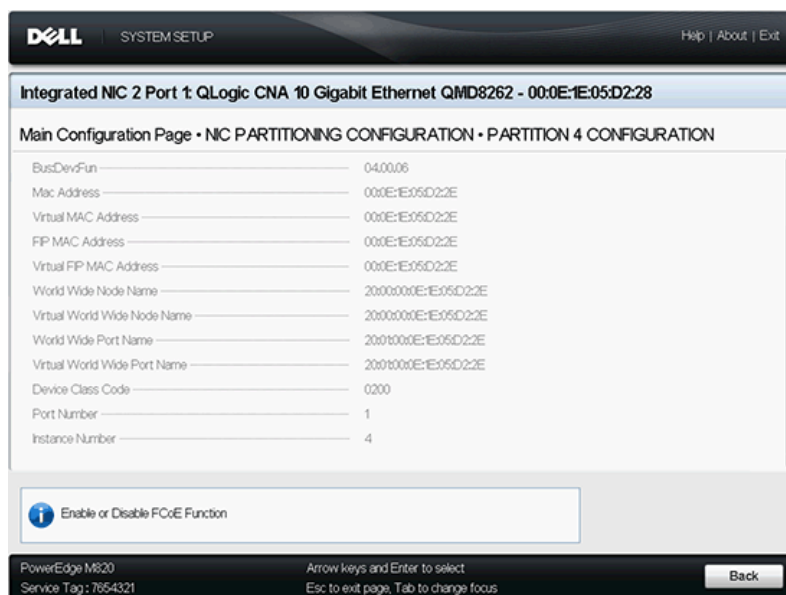 DELL SYSTEM SETUP Help | About | Exit
Integrated NIC 2 Port 1: QLogic CNA 10 Gigabit Ethernet QMD8262 - 00:0E:1E:05:D2:28
Main Configuration Page • NIC PARTITIONING CONFIGURATION • PARTITION 4 CONFIGURATION
Bus:Dev:Fun 04:00:06
Mac Address 00:0E:1E:05:D2:2E
Virtual MAC Address 00:0E:1E:05:D2:2E
FIP MAC Address 00:0E:1E:05:D2:2E
Virtual FIP MAC Address 00:0E:1E:05:D2:2E
World Wide Node Name 20:00:00:0E:1E:05:D2:2E
Virtual World Wide Node Name 20:00:00:0E:1E:05:D2:2E
World Wide Port Name 20:01:00:0E:1E:05:D2:2E
Virtual World Wide Port Name 20:01:00:0E:1E:05:D2:2E
Device Class Code 0200
Port Number 1
Instance Number 4
Enable or Disable FCoE Function
PowerEdge M820 Arrow keys and Enter to select
Service Tag : 7654321 Esc to exit page, Tab to change focus
Back